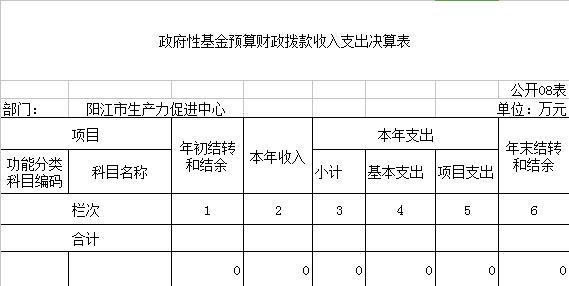 政府性基金预算财政拨款收入支出决算表
公开08表
部门： 阳江市生产力促进中心 单位：万元
项目 年初结转和结余 本年收入 本年支出 年末结转和结余
功能分类科目编码 科目名称 小计 基本支出 项目支出
栏次 1 2 3 4 5 6
合计
0 0 0 0 0 0